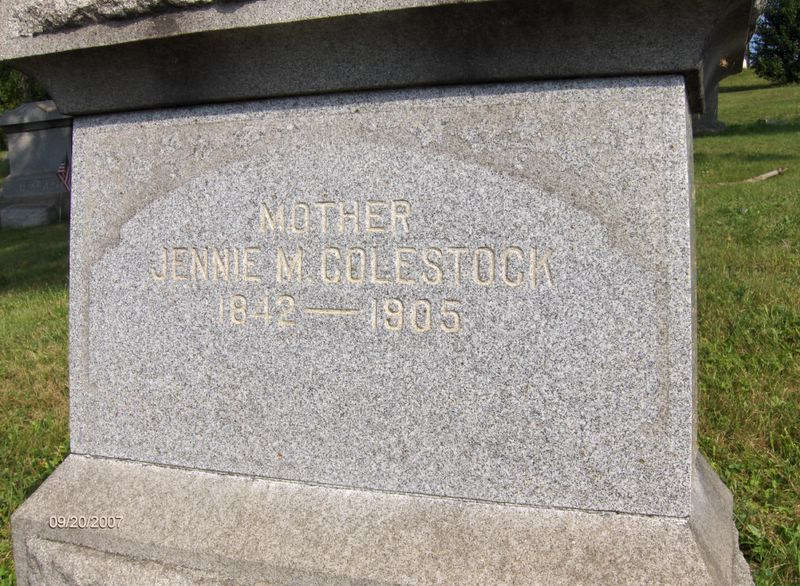 MOTHER
JENNIE M. COLESTOCK
1842 — 1905
09/20/2007